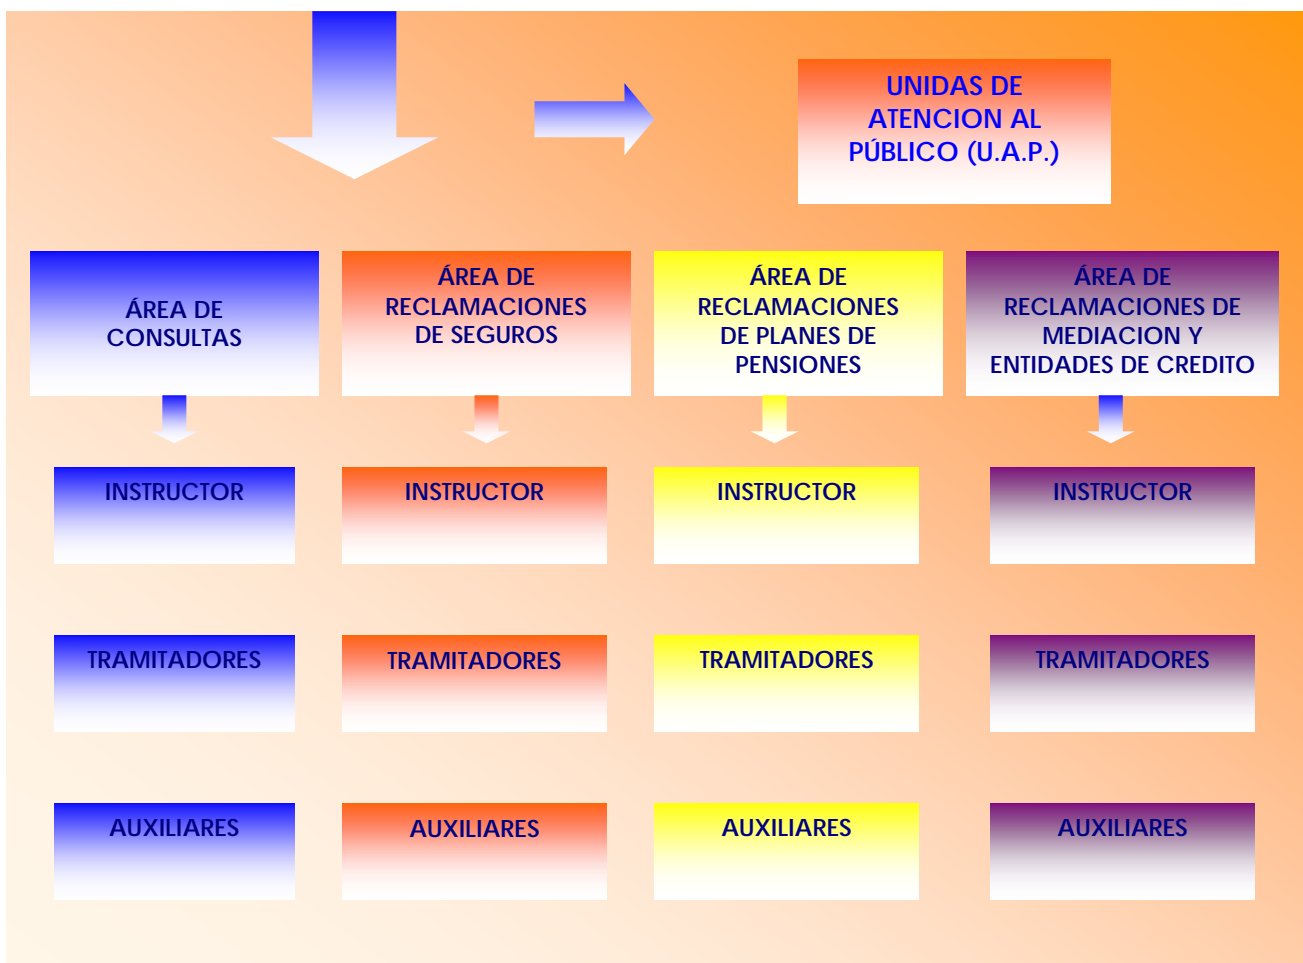 UNIDAS DE
ATENCION AL
PÚBLICO (U.A.P.)
ÁREA DE
CONSULTAS
ÁREA DE
RECLAMACIONES
DE SEGUROS
ÁREA DE
RECLAMACIONES
DE PLANES DE
PENSIONES
ÁREA DE
RECLAMACIONES DE
MEDIACION Y
ENTIDADES DE CREDITO
INSTRUCTOR
INSTRUCTOR
INSTRUCTOR
INSTRUCTOR
TRAMITADORES
TRAMITADORES
TRAMITADORES
TRAMITADORES
AUXILIARES
AUXILIARES
AUXILIARES
AUXILIARES